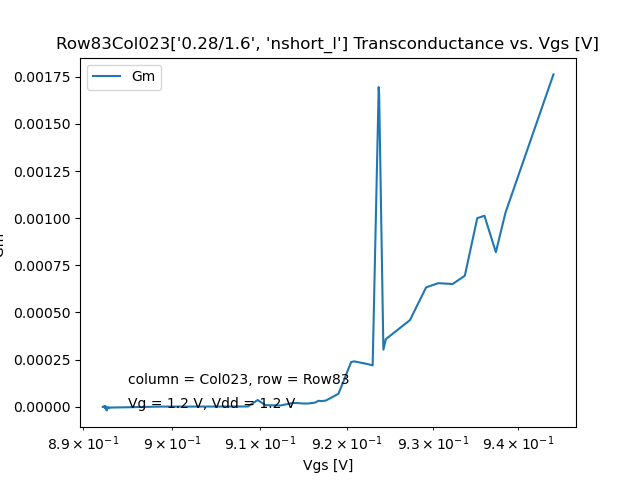 Row83Col023['0.28/1.6', 'nshort_l'] Transconductance vs. Vgs [V]
Gm
0.00175
0.00150
0.00125
0.00100
0.00075
0.00050
0.00025
0.00000
Gm
column = Col023, row = Row83
Vg = 1.2 V, Vdd = 1.2 V
8.9 × 10⁻¹ 9 × 10⁻¹ 9.1 × 10⁻¹ 9.2 × 10⁻¹ 9.3 × 10⁻¹ 9.4 × 10⁻¹
Vgs [V]